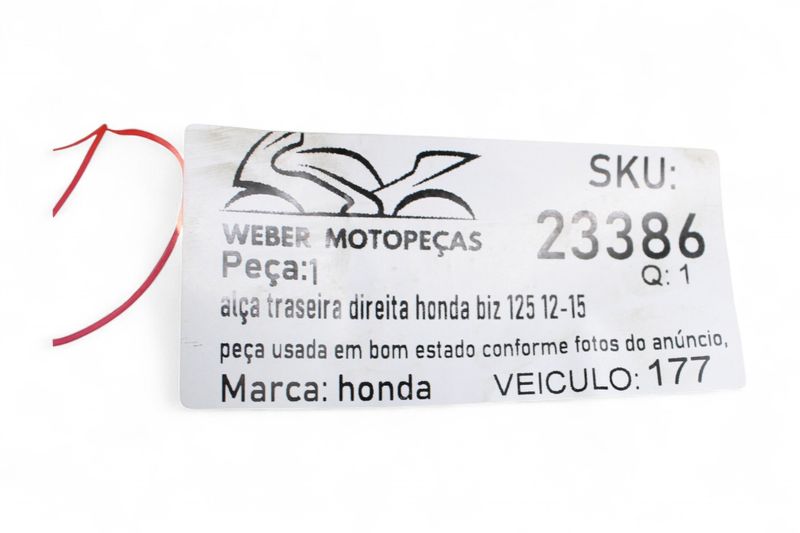 WEBER MOTOPEÇAS
SKU:
23386
Q: 1
Peça:1
alça traseira direita honda biz 125 12-15
peça usada em bom estado conforme fotos do anúncio,
Marca: honda
VEICULO: 177